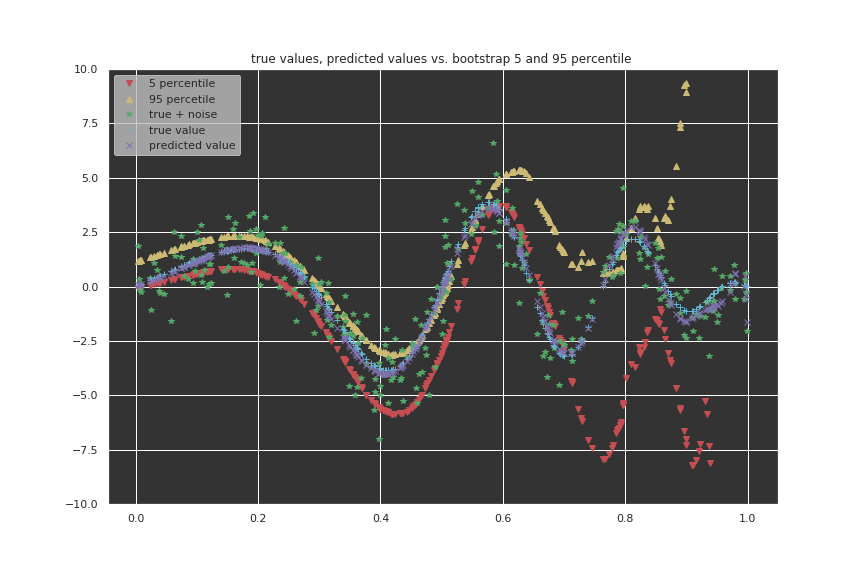 true values, predicted values vs. bootstrap 5 and 95 percentile
10.0
7.5
5.0
2.5
0.0
−2.5
−5.0
−7.5
−10.0
5 percentile
95 percetile
true + noise
true value
predicted value
0.0 0.2 0.4 0.6 0.8 1.0